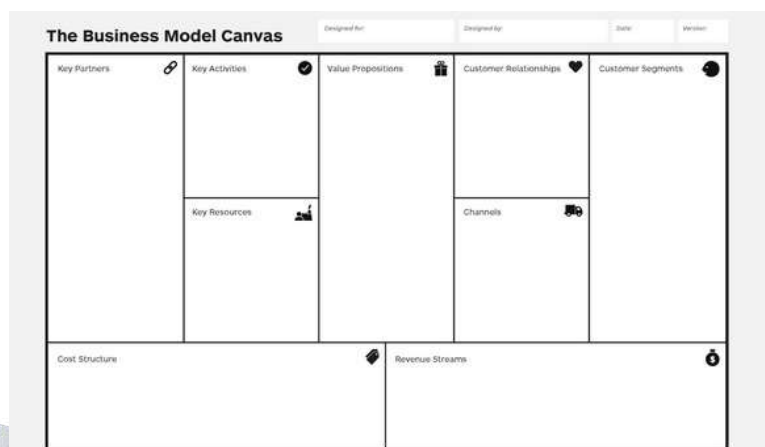 The Business Model Canvas
Designed for:
Designed by:
Date:
Version:
Key Partners
Key Activities
Value Propositions
Customer Relationships
Customer Segments
Key Resources
Channels
Cost Structure
Revenue Streams